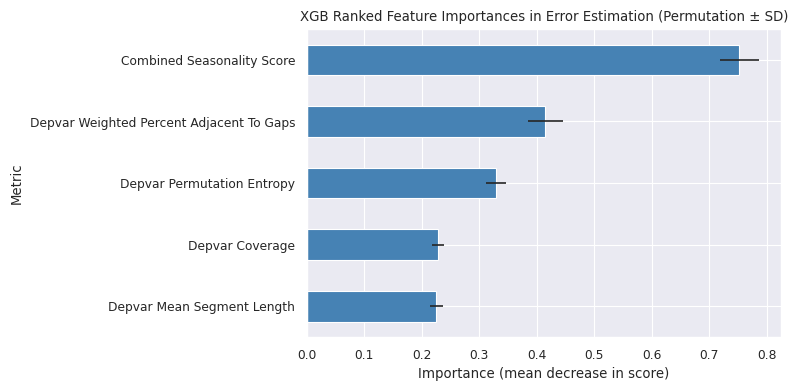 XGB Ranked Feature Importances in Error Estimation (Permutation ± SD)
Combined Seasonality Score
Depvar Weighted Percent Adjacent To Gaps
Depvar Permutation Entropy
Depvar Coverage
Depvar Mean Segment Length
Metric
0.0 0.1 0.2 0.3 0.4 0.5 0.6 0.7 0.8
Importance (mean decrease in score)